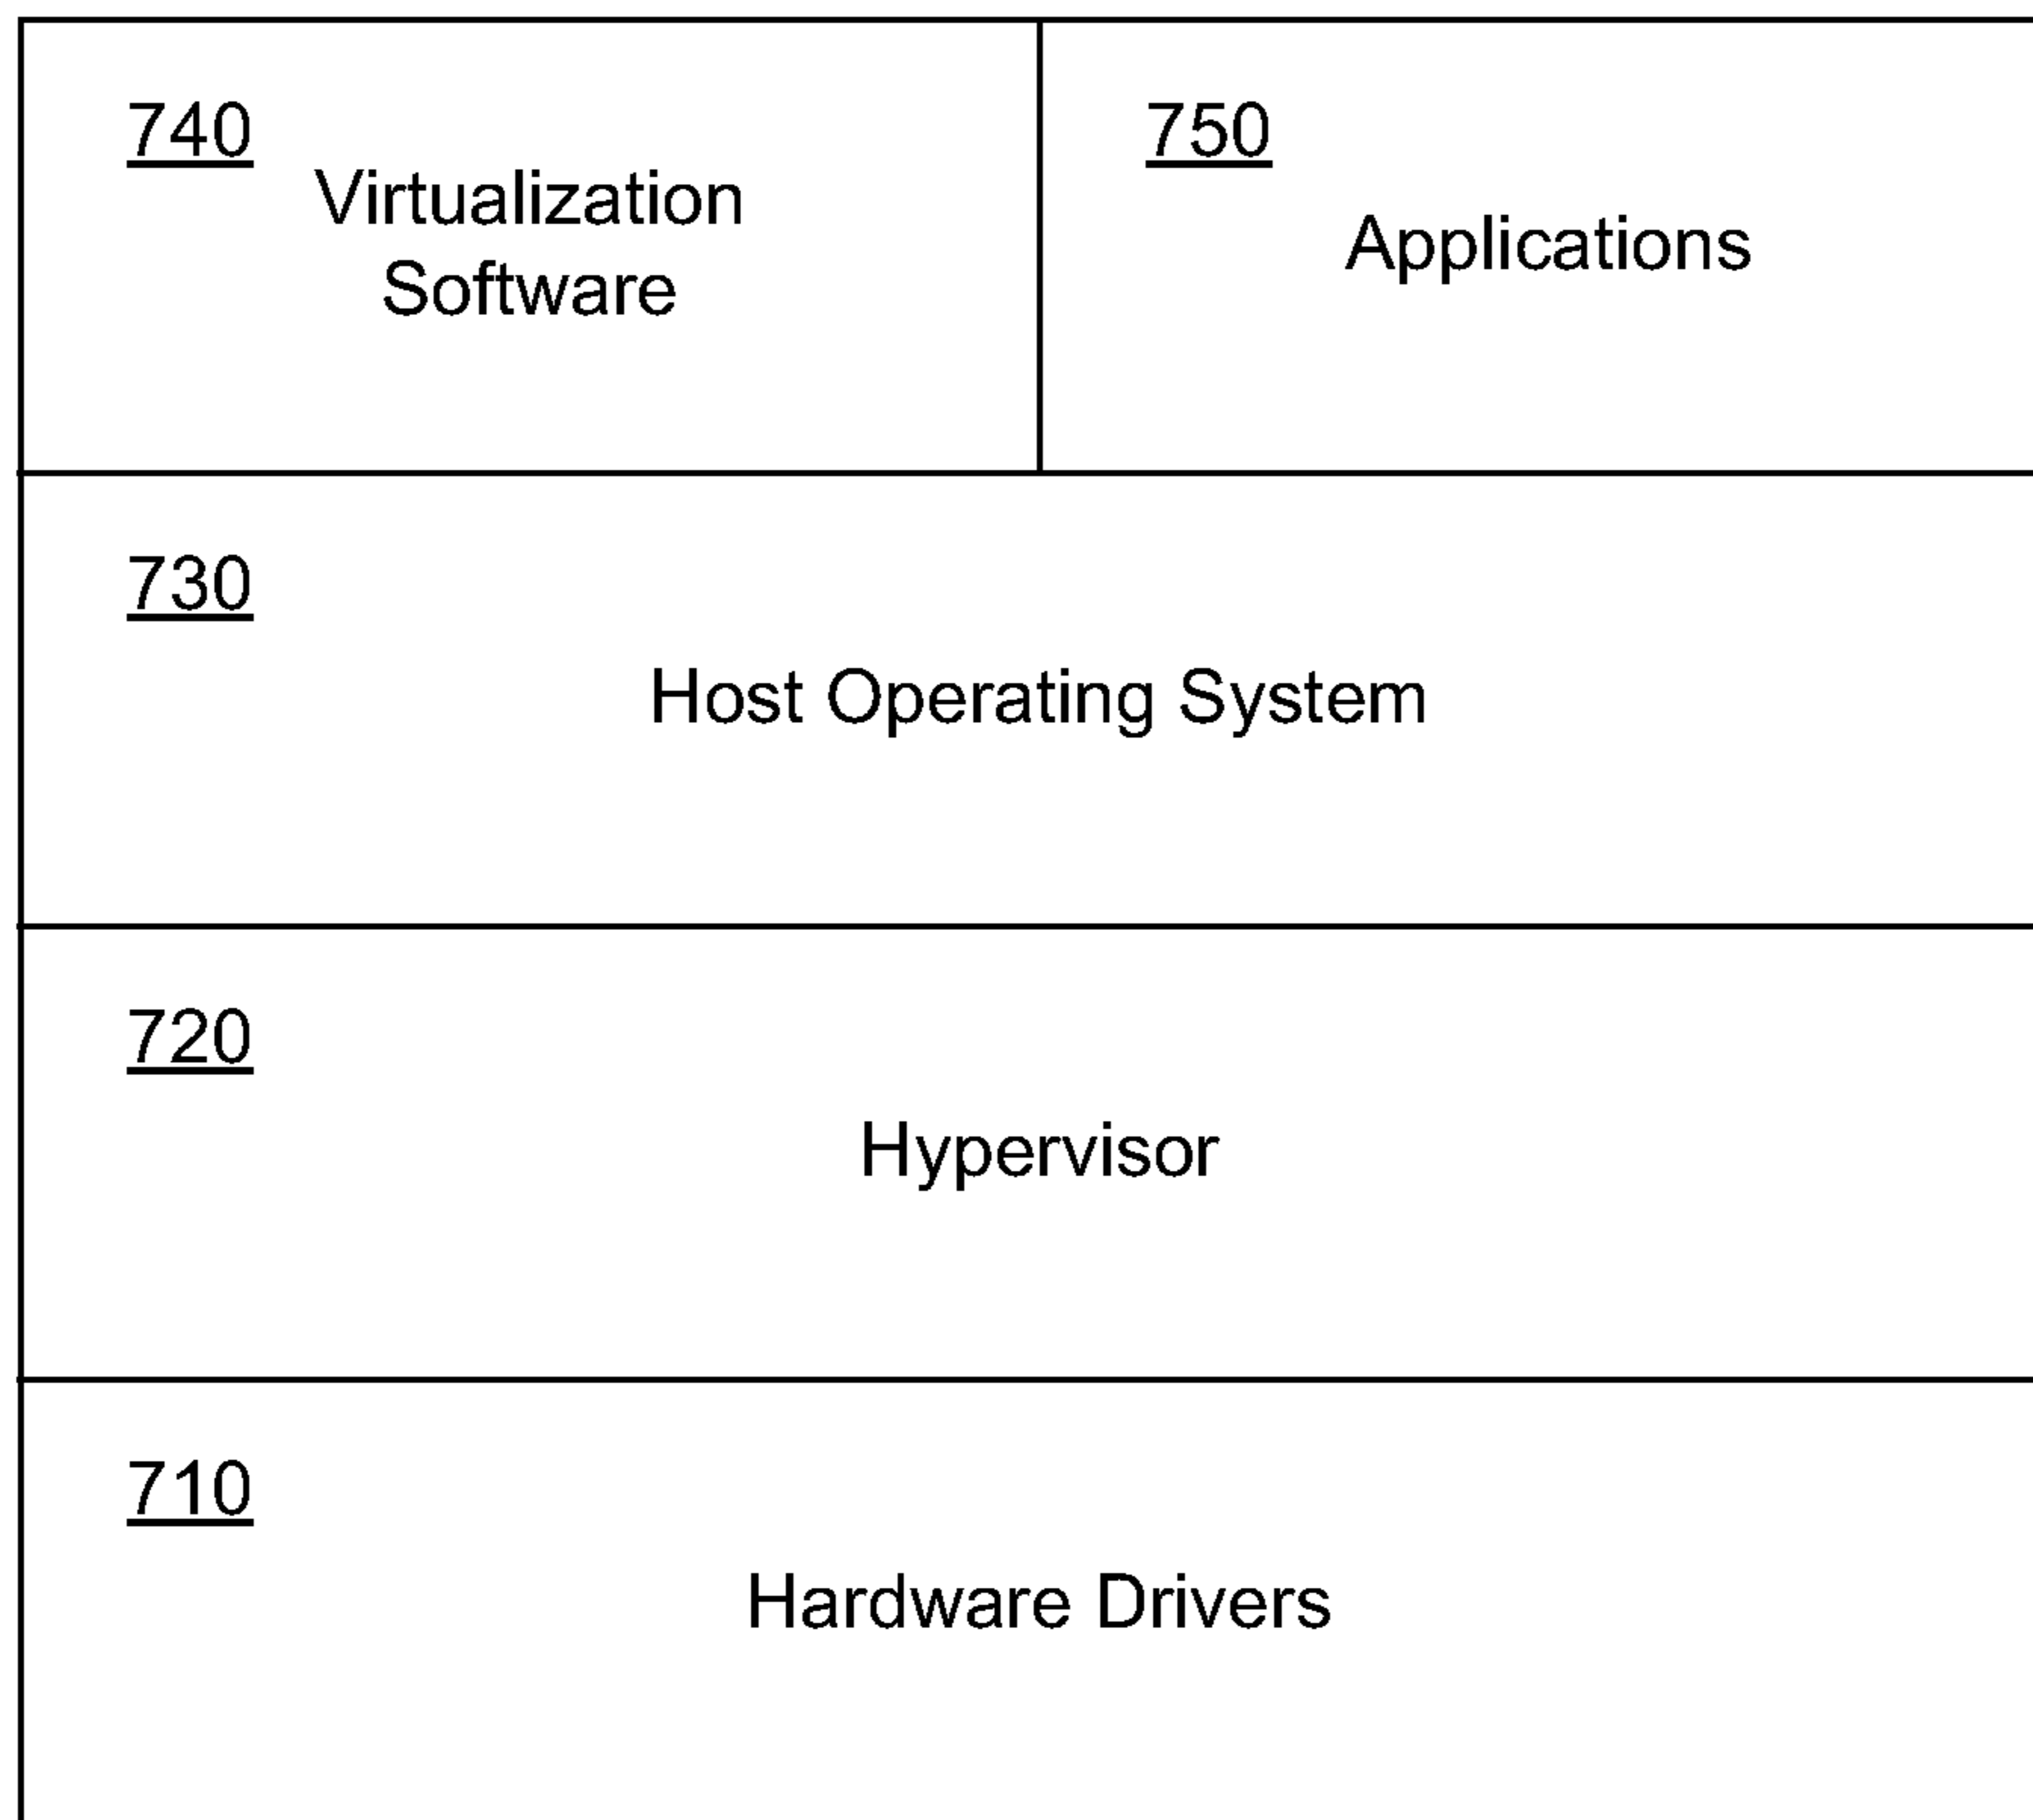 740
Virtualization
Software
750
Applications
730
Host Operating System
720
Hypervisor
710
Hardware Drivers